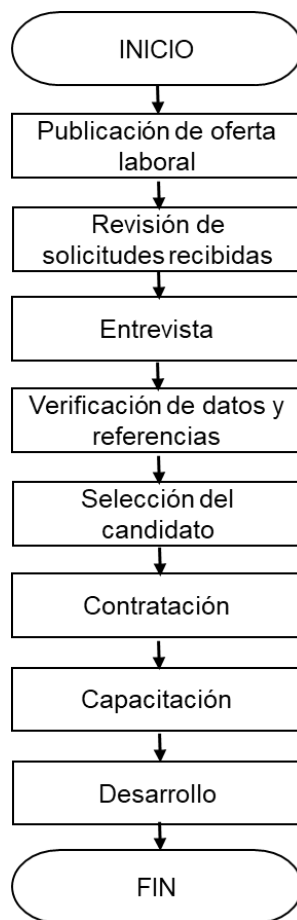 INICIO
Publicación de oferta
laboral
Revisión de
solicitudes recibidas
Entrevista
Verificación de datos y
referencias
Selección del
candidato
Contratación
Capacitación
Desarrollo
FIN